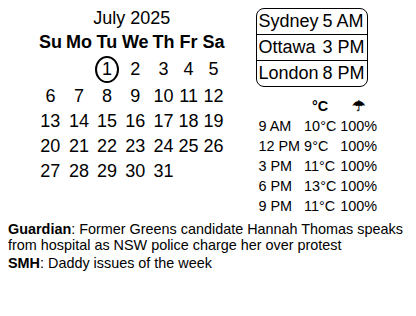 July 2025
Su Mo Tu We Th Fr Sa
1 2 3 4 5
6 7 8 9 10 11 12
13 14 15 16 17 18 19
20 21 22 23 24 25 26
27 28 29 30 31
Sydney 5 AM
Ottawa 3 PM
London 8 PM
°C ☂
9 AM 10°C 100%
12 PM 9°C 100%
3 PM 11°C 100%
6 PM 13°C 100%
9 PM 11°C 100%
Guardian: Former Greens candidate Hannah Thomas speaks
from hospital as NSW police charge her over protest
SMH: Daddy issues of the week